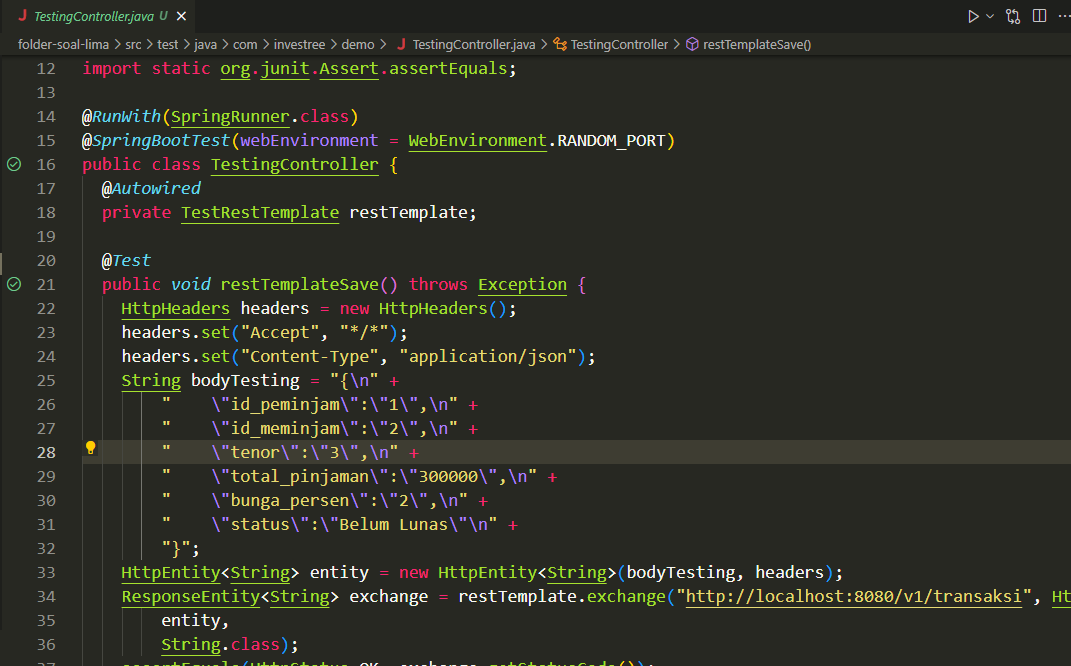 TestingController.java U
folder-soal-lima > src > test > java > com > investree > demo > TestingController.java > TestingController > restTemplateSave()
12 import static org.junit.Assert.assertEquals;
13
14 @RunWith(SpringRunner.class)
15 @SpringBootTest(webEnvironment = WebEnvironment.RANDOM_PORT)
16 public class TestingController {
17 @Autowired
18 private TestRestTemplate restTemplate;
19
20 @Test
21 public void restTemplateSave() throws Exception {
22 HttpHeaders headers = new HttpHeaders();
23 headers.set("Accept", "*/*");
24 headers.set("Content-Type", "application/json");
25 String bodyTesting = "{\n" +
26 "    \"id_peminjam\":\"1\",\n" +
27 "    \"id_meminjam\":\"2\",\n" +
28 "    \"tenor\":\"3\",\n" +
29 "    \"total_pinjaman\":\"300000\",\n" +
30 "    \"bunga_persen\":\"2\",\n" +
31 "    \"status\":\"Belum Lunas\"\n" +
32 "}";
33 HttpEntity<String> entity = new HttpEntity<String>(bodyTesting, headers);
34 ResponseEntity<String> exchange = restTemplate.exchange("http://localhost:8080/v1/transaksi", Ht
35 entity,
36 String.class);
37 assertEquals(HttpStatus.OK, exchange.getStatusCode());